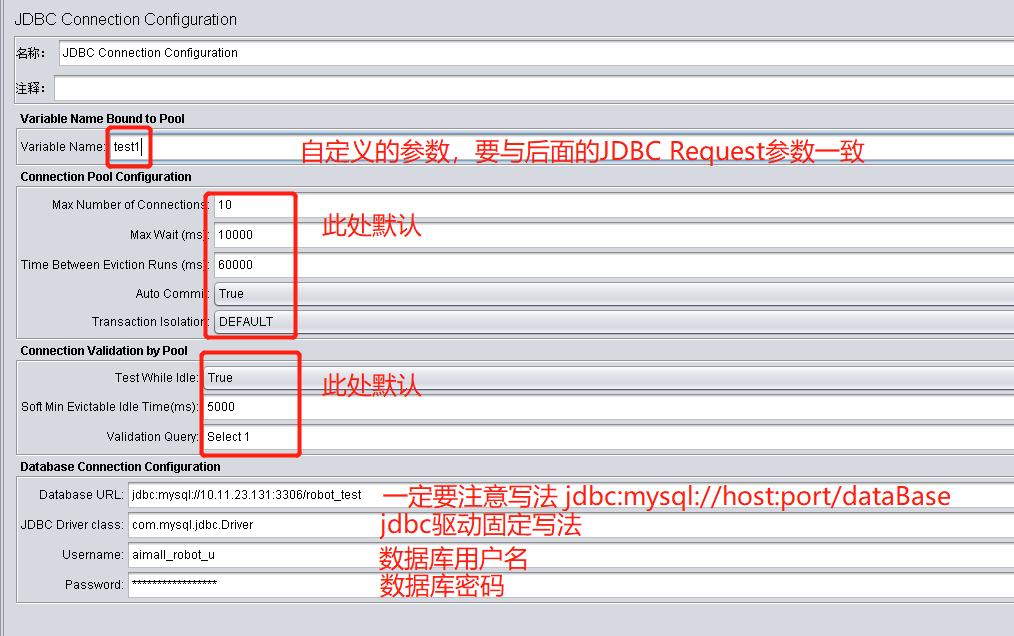 JDBC Connection Configuration
名称： JDBC Connection Configuration
注释：
Variable Name Bound to Pool
Variable Name: test1 自定义的参数，要与后面的JDBC Request参数一致
Connection Pool Configuration
Max Number of Connections: 10
Max Wait (ms): 10000 此处默认
Time Between Eviction Runs (ms): 60000
Auto Commit: True
Transaction Isolation: DEFAULT
Connection Validation by Pool
Test While Idle: True 此处默认
Soft Min Evictable Idle Time(ms): 5000
Validation Query: Select 1
Database Connection Configuration
Database URL: jdbc:mysql://10.11.23.131:3306/robot_test 一定要注意写法 jdbc:mysql://host:port/dataBase
JDBC Driver class: com.mysql.jdbc.Driver jdbc驱动固定写法
Username: aimall_robot_u 数据库用户名
Password: ***************** 数据库密码